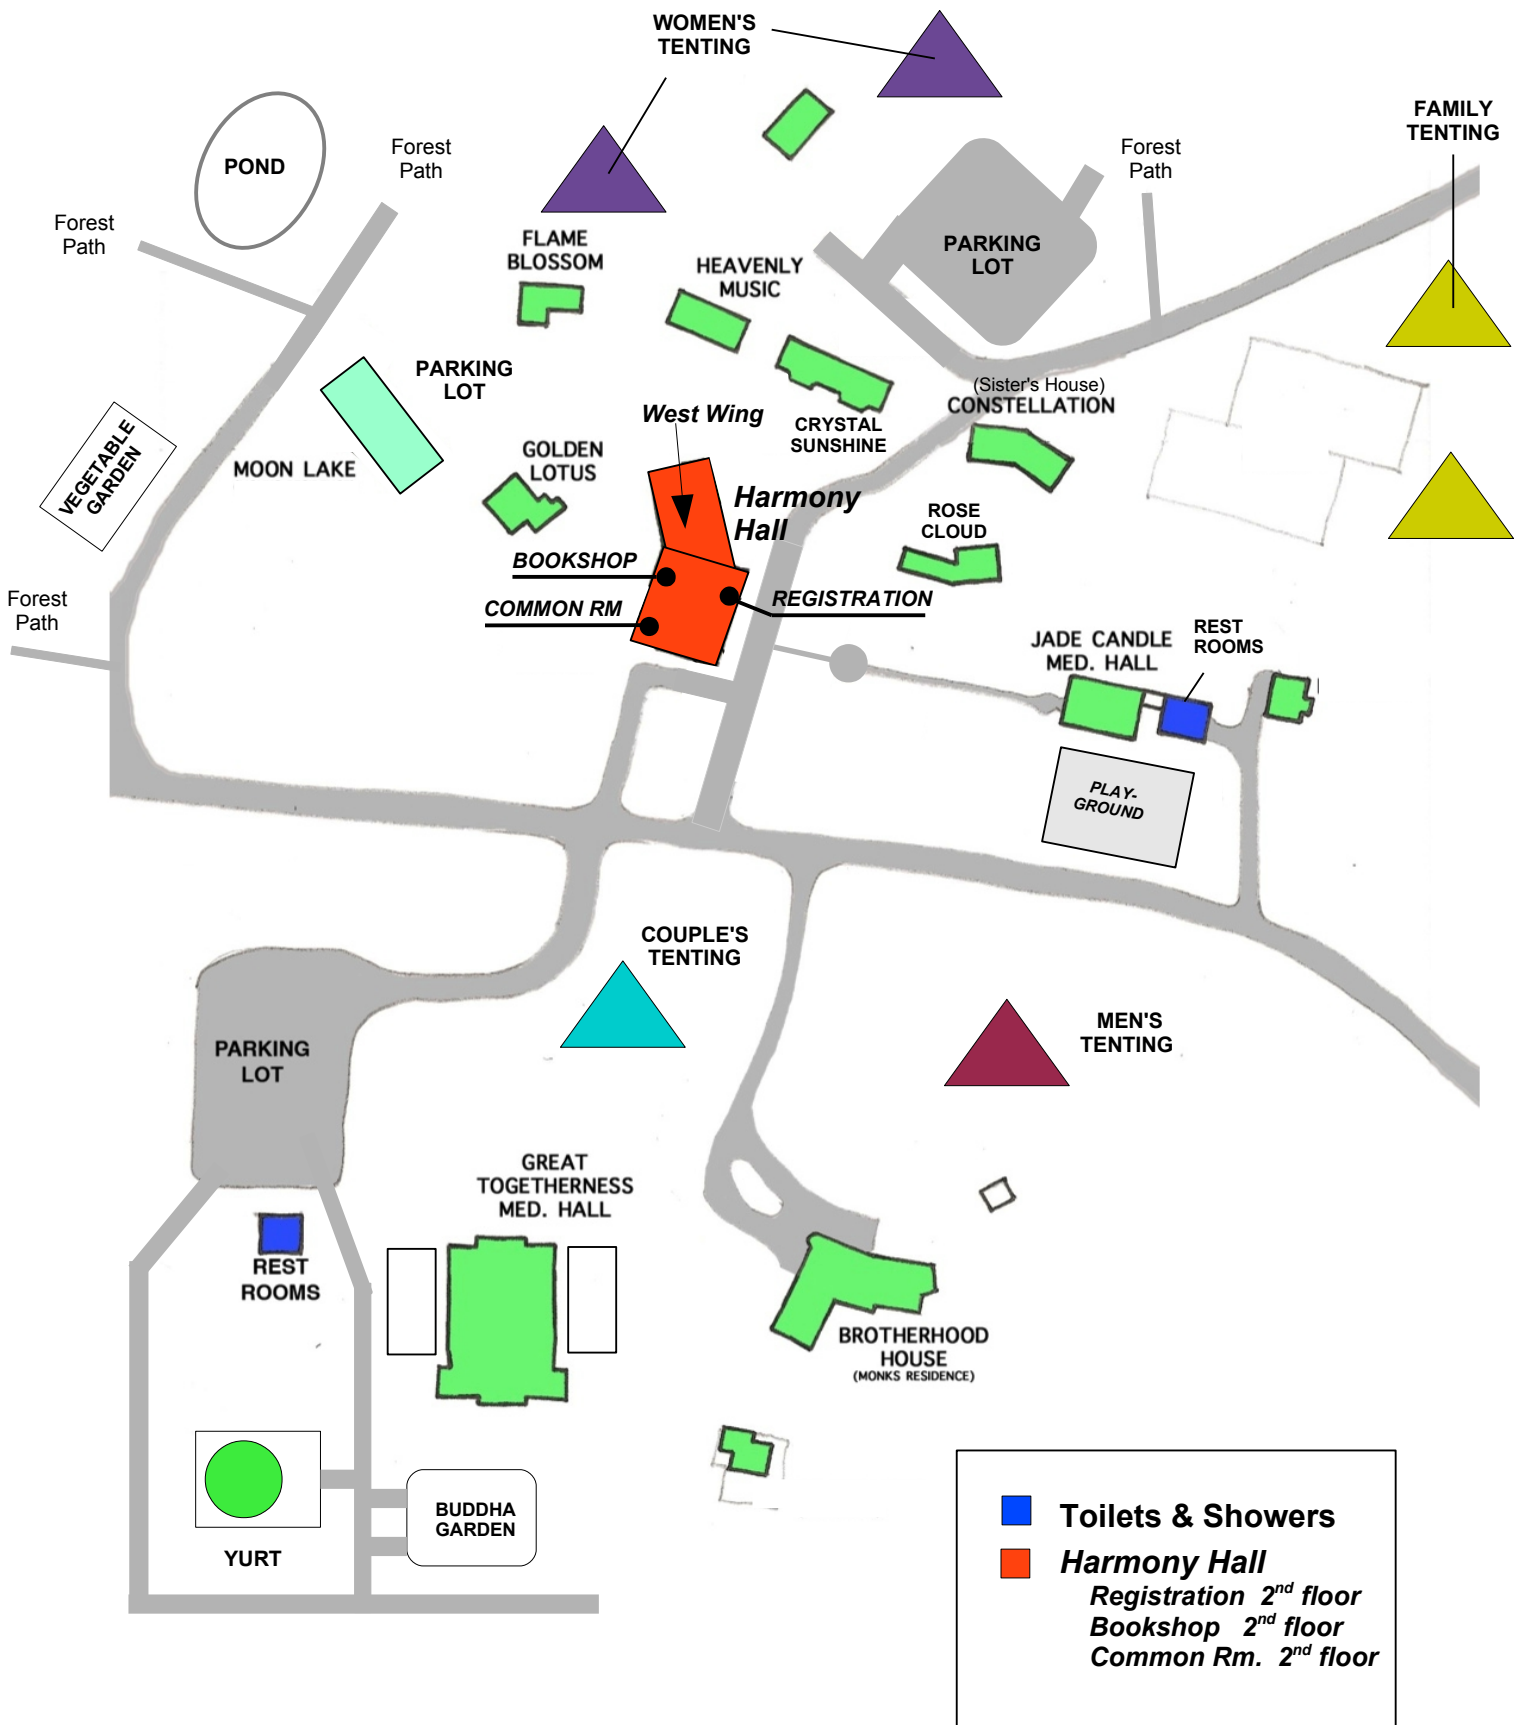 WOMEN'S
TENTING
FAMILY
TENTING
Forest
Path
Forest
Path
POND
Forest
Path
FLAME
BLOSSOM
HEAVENLY
MUSIC
PARKING
LOT
PARKING
LOT
(Sister's House)
CONSTELLATION
West Wing
CRYSTAL
SUNSHINE
VEGETABLE
GARDEN
MOON LAKE
GOLDEN
LOTUS
Harmony
Hall
ROSE
CLOUD
BOOKSHOP
COMMON RM
REGISTRATION
Forest
Path
JADE CANDLE
MED. HALL
REST
ROOMS
PLAY-
GROUND
COUPLE'S
TENTING
MEN'S
TENTING
PARKING
LOT
GREAT
TOGETHERNESS
MED. HALL
REST
ROOMS
BROTHERHOOD
HOUSE
(MONKS RESIDENCE)
BUDDHA
GARDEN
YURT
Toilets & Showers
Harmony Hall
Registration 2nd floor
Bookshop 2nd floor
Common Rm. 2nd floor